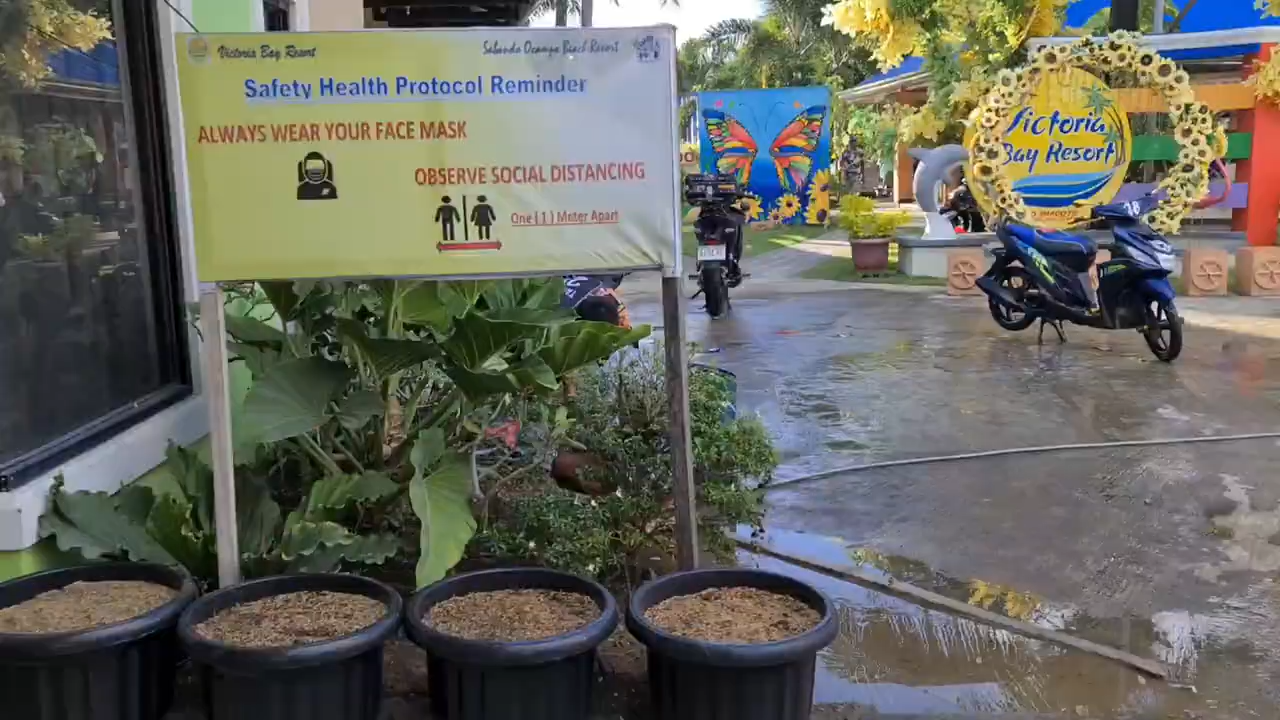 Victoria Bay Resort
Sabando Ocampo Beach Resort
Safety Health Protocol Reminder
ALWAYS WEAR YOUR FACE MASK
OBSERVE SOCIAL DISTANCING
One ( 1 ) Meter Apart
Victoria
Bay Resort